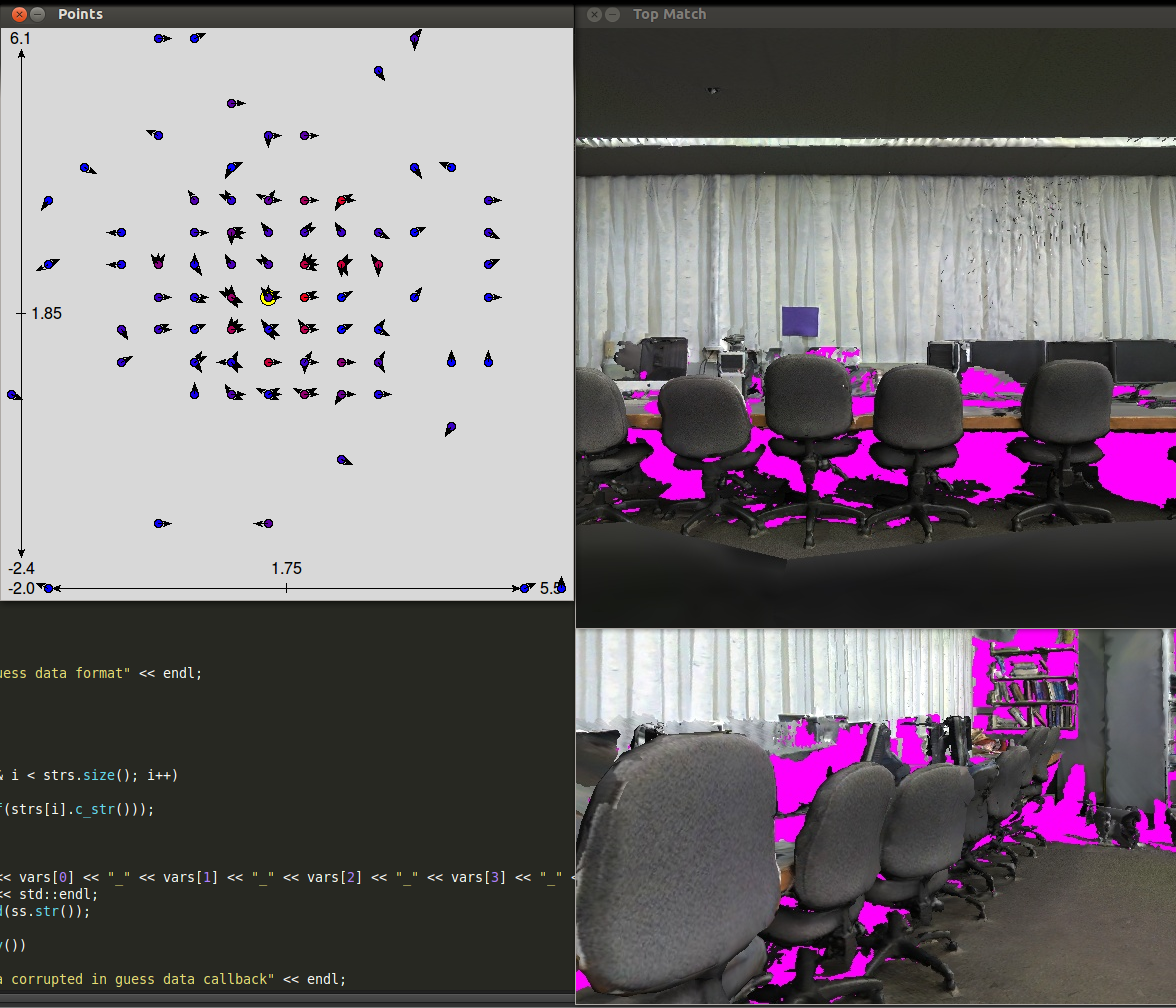 Points
Top Match
6.1
1.85
-2.4
1.75
-2.0
5.5
uess data format" << endl;
& i < strs.size(); i++)
f(strs[i].c_str()));
<< vars[0] << "_" << vars[1] << "_" << vars[2] << "_" << vars[3] << "_" <
<< std::endl;
d(ss.str());
y())
a corrupted in guess data callback" << endl;